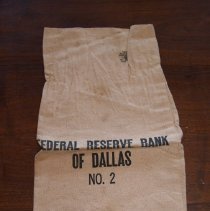 FEDERAL RESERVE BANK
OF DALLAS
NO. 2